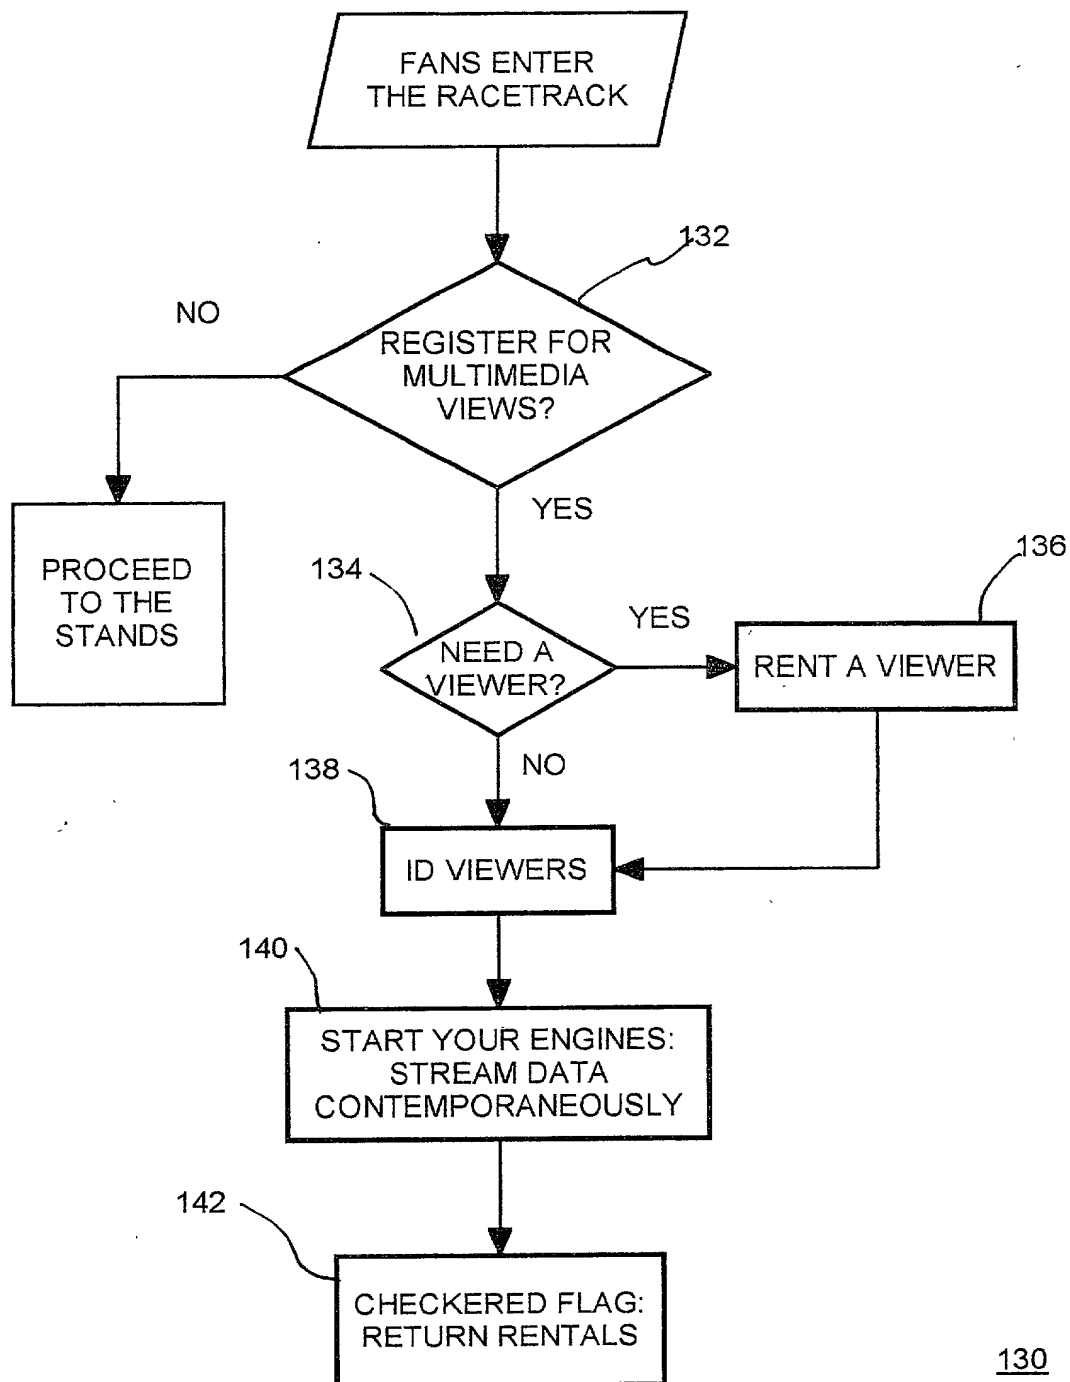 FANS ENTER
THE RACETRACK
132
NO
REGISTER FOR
MULTIMEDIA
VIEWS?
YES
PROCEED
TO THE
STANDS
134
NEED A
VIEWER?
YES
136
RENT A VIEWER
NO
138
ID VIEWERS
140
START YOUR ENGINES:
STREAM DATA
CONTEMPORANEOUSLY
142
CHECKERED FLAG:
RETURN RENTALS
130